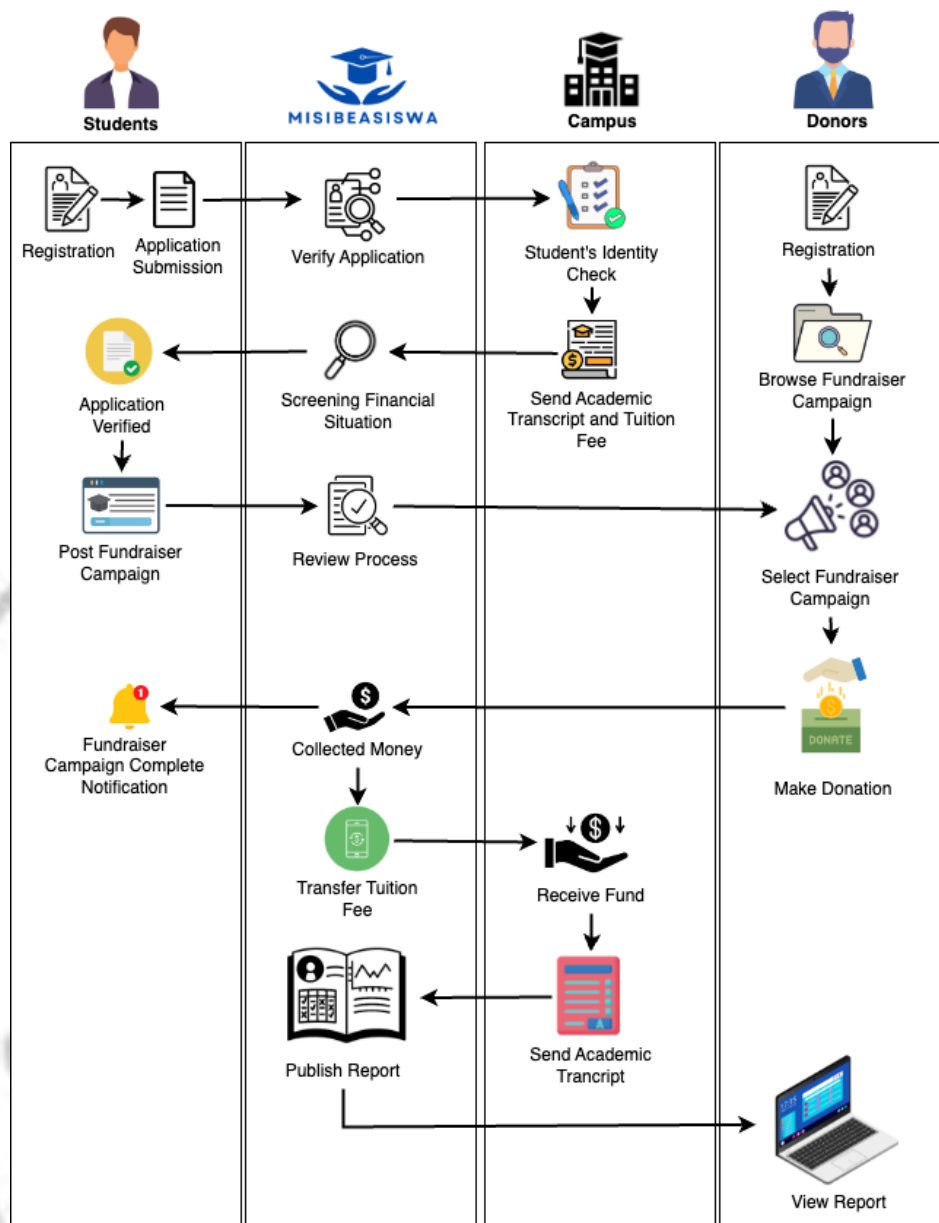 Students
MISIBEASISWA
Campus
Donors
Registration
Application
Submission
Verify Application
Student's Identity
Check
Registration
Application
Verified
Screening Financial
Situation
Send Academic
Transcript and Tuition
Fee
Browse Fundraiser
Campaign
Post Fundraiser
Campaign
Review Process
Select Fundraiser
Campaign
1
Fundraiser
Campaign Complete
Notification
Collected Money
DONATE
Make Donation
Transfer Tuition
Fee
Receive Fund
Publish Report
A
Send Academic
Trancript
View Report